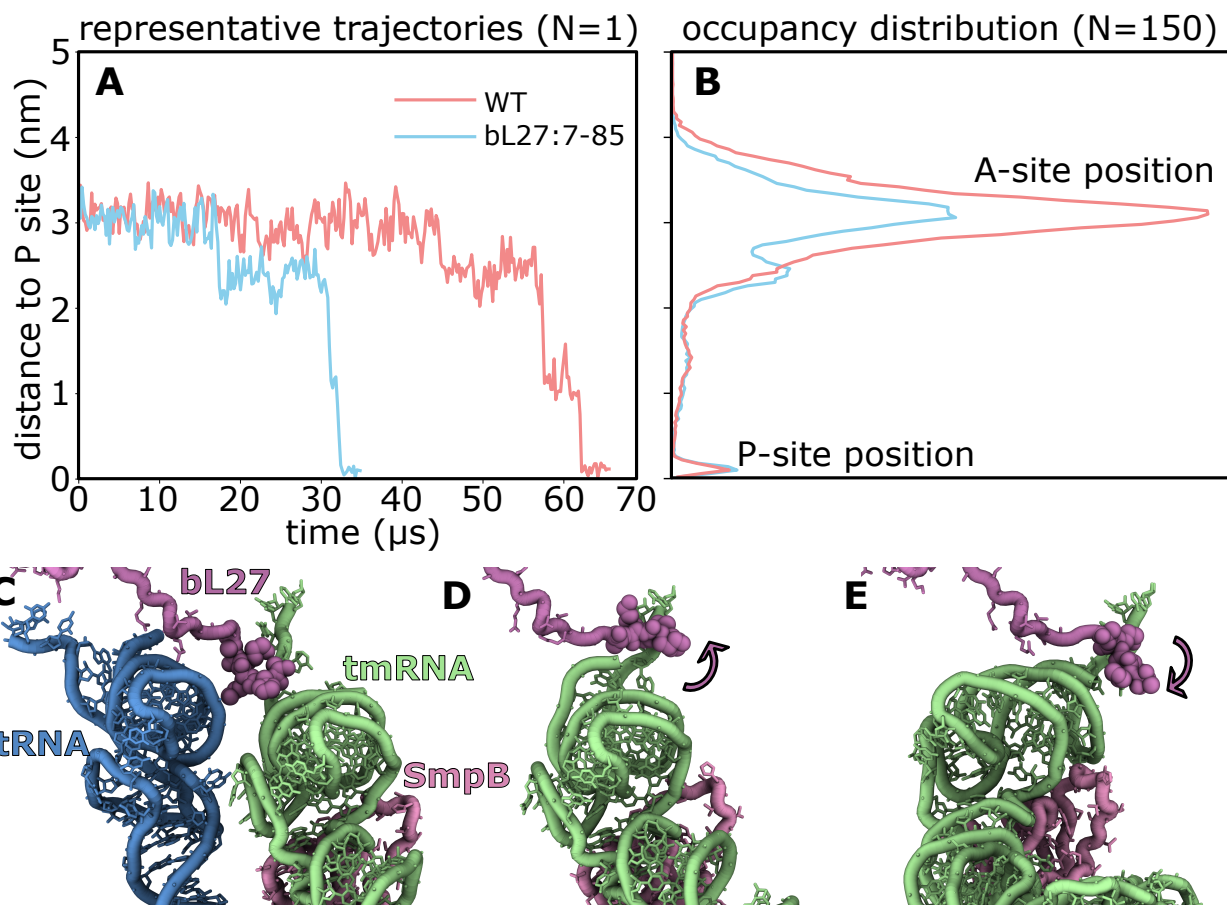 representative trajectories (N=1)
occupancy distribution (N=150)
A
B
WT
bL27:7-85
A-site position
P-site position
distance to P site (nm)
5
4
3
2
1
0
0 10 20 30 40 50 60 70
time (µs)
C
D
E
bL27
tmRNA
tRNA
SmpB